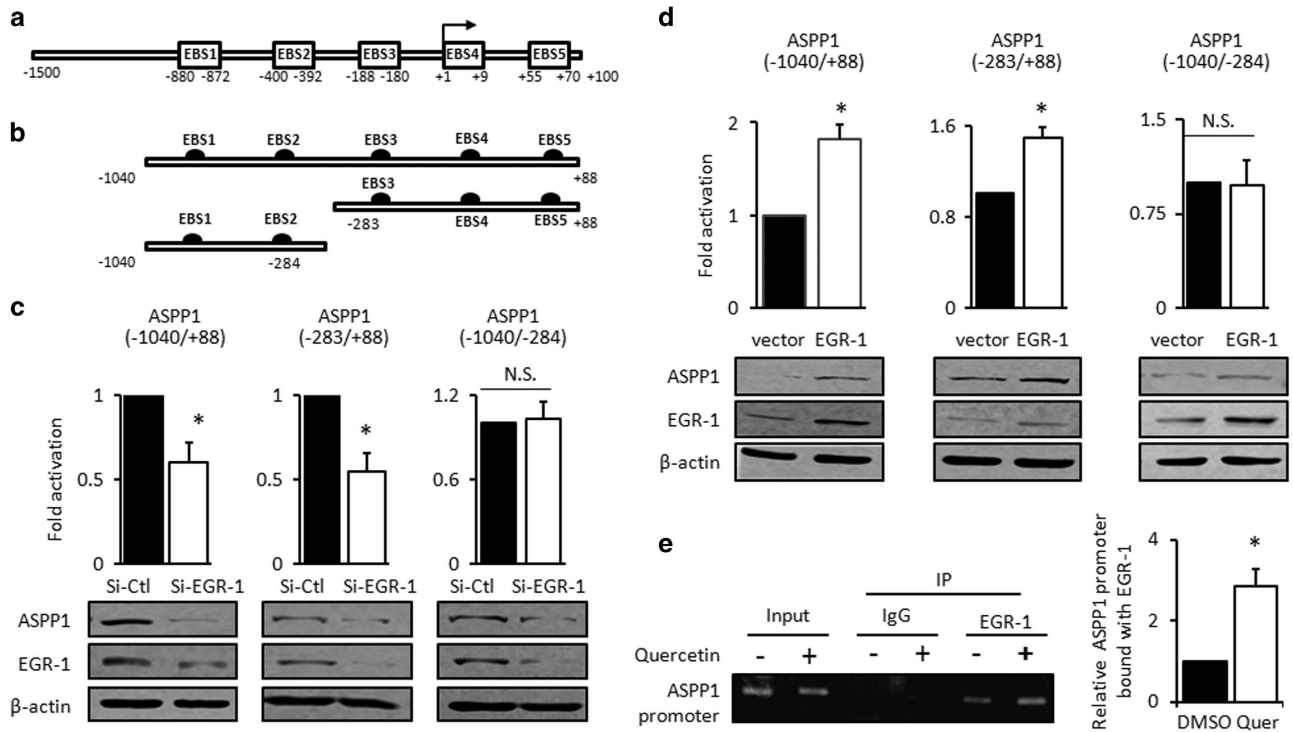 a
EBS1 EBS2 EBS3 EBS4 EBS5
-1500 -880 -872 -400 -392 -188 -180 +1 +9 +55 +70 +100
b
EBS1 EBS2 EBS3 EBS4 EBS5
-1040 +88
EBS3
-283 EBS4 EBS5 +88
EBS1 EBS2
-1040 -284
c
ASPP1 ASPP1 ASPP1
(-1040/+88) (-283/+88) (-1040/-284)
Fold activation
1
0.5
0
*
1
0.5
0
*
1.2
0.6
0
N.S.
Si-Ctl Si-EGR-1 Si-Ctl Si-EGR-1 Si-Ctl Si-EGR-1
ASPP1
EGR-1
β-actin
d
ASPP1 ASPP1 ASPP1
(-1040/+88) (-283/+88) (-1040/-284)
Fold activation
2
1
0
*
1.6
0.8
0
*
1.5
0.75
0
N.S.
vector EGR-1 vector EGR-1 vector EGR-1
ASPP1
EGR-1
β-actin
e
IP
Input IgG EGR-1
Quercetin - + - + - +
ASPP1
promoter
Relative ASPP1 promoter
bound with EGR-1
4
2
0
*
DMSO Quer